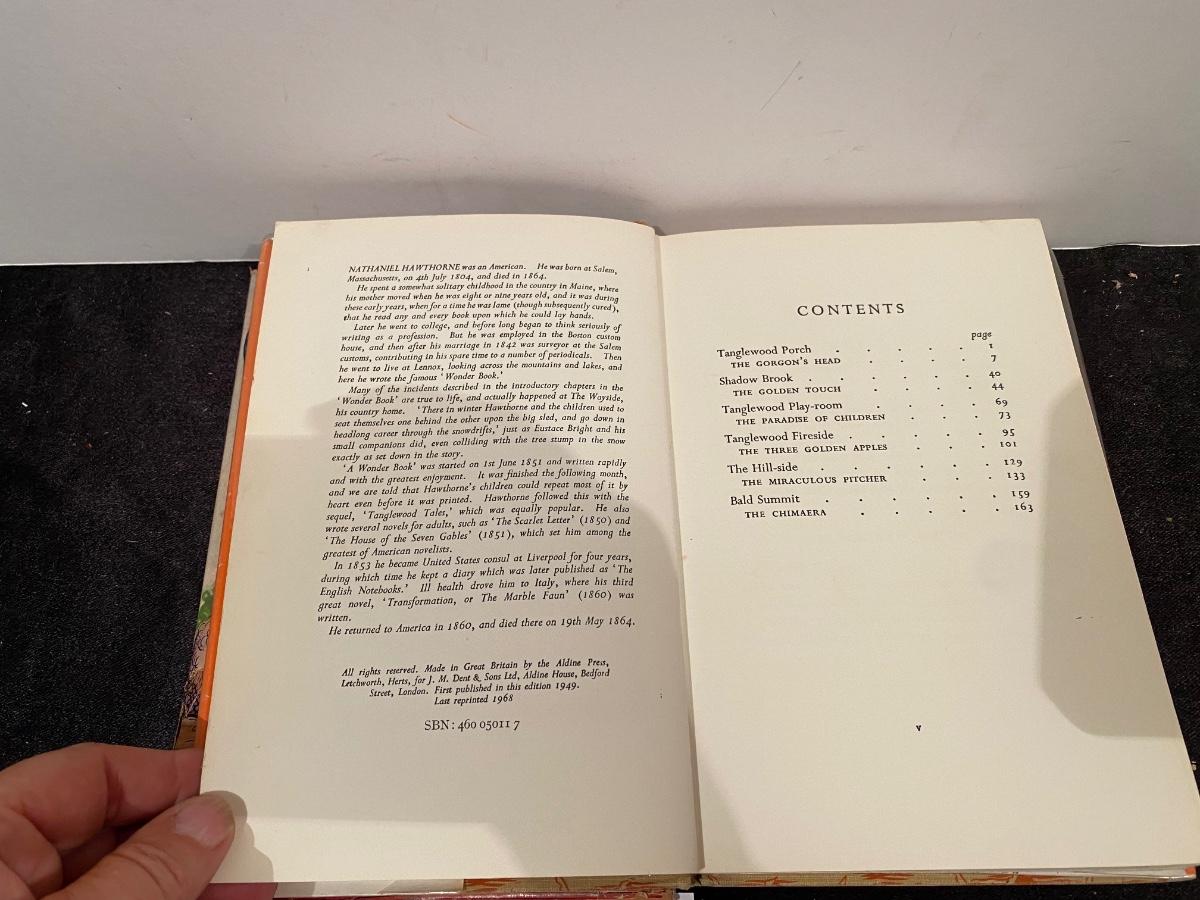 NATHANIEL HAWTHORNE was an American. He was born at Salem,
Massachusetts, on 4th July 1804, and died in 1864.
He spent a somewhat solitary childhood in the country in Maine, where
his mother moved when he was eight or nine years old, and it was during
these early years, when for a time he was lame (though subsequently cured),
that he read any and every book upon which he could lay hands.
Later he went to college, and before long began to think seriously of
writing as a profession. But he was employed in the Boston custom
house, and then after his marriage in 1842 was surveyor at the Salem
customs, contributing in his spare time to a number of periodicals. Then
he went to live at Lennox, looking across the mountains and lakes, and
here he wrote the famous 'Wonder Book.'
Many of the incidents described in the introductory chapters in the
'Wonder Book' are true to life, and actually happened at The Wayside,
his country home. 'There in winter Hawthorne and the children used to
seat themselves one behind the other upon the big sled, and go down in
headlong career through the snowdrifts,' just as Eustace Bright and his
small companions did, even colliding with the tree stump in the snow
exactly as set down in the story.
'A Wonder Book' was started on 1st June 1851 and written rapidly
and with the greatest enjoyment. It was finished the following month,
and we are told that Hawthorne's children could repeat most of it by
heart even before it was printed. Hawthorne followed this with the
sequel, 'Tanglewood Tales,' which was equally popular. He also
wrote several novels for adults, such as 'The Scarlet Letter' (1850) and
'The House of the Seven Gables' (1851), which set him among the
greatest of American novelists.
In 1853 he became United States consul at Liverpool for four years,
during which time he kept a diary which was later published as 'The
English Notebooks.' Ill health drove him to Italy, where his third
great novel, 'Transformation, or The Marble Faun' (1860) was
written.
He returned to America in 1860, and died there on 19th May 1864.
All rights reserved. Made in Great Britain by the Aldine Press,
Letchworth, Herts, for J. M. Dent & Sons Ltd, Aldine House, Bedford
Street, London. First published in this edition 1949.
Last reprinted 1968
SBN: 460 05011 7
CONTENTS
page
Tanglewood Porch . . . . . . 1
THE GORGON'S HEAD . . . . 7
Shadow Brook . . . . . . 40
THE GOLDEN TOUCH . . . . 44
Tanglewood Play-room . . . . 69
THE PARADISE OF CHILDREN . . . 73
Tanglewood Fireside . . . . . 95
THE THREE GOLDEN APPLES . . . 101
The Hill-side . . . . . . 129
THE MIRACULOUS PITCHER . . . . 133
Bald Summit . . . . . . 159
THE CHIMAERA . . . . . 163
v